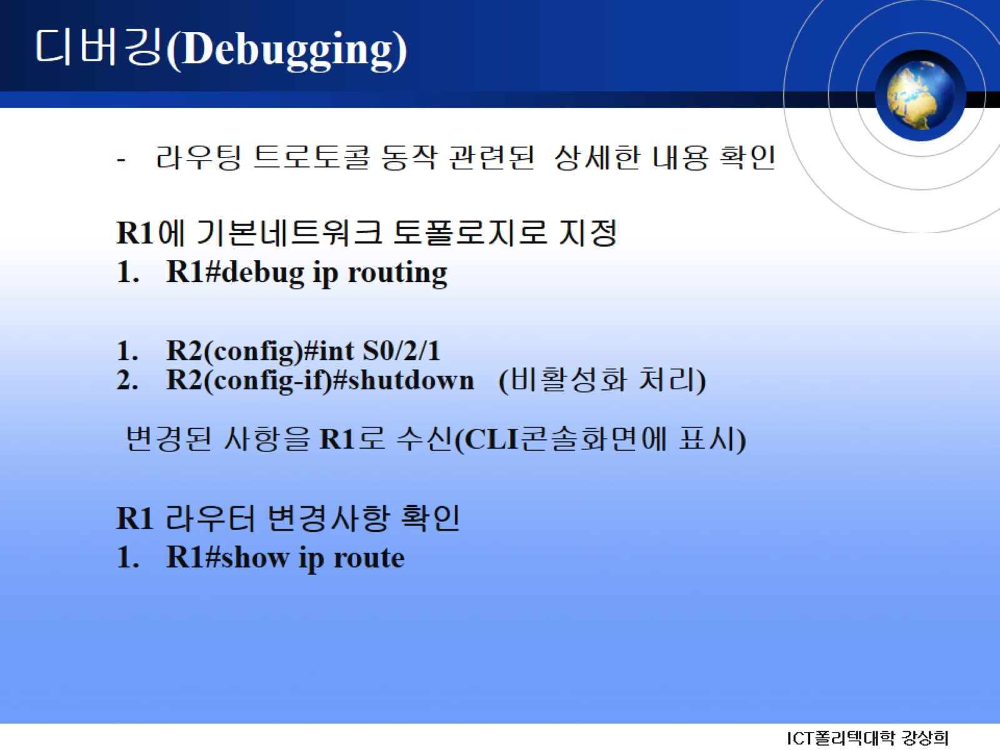 디버깅(Debugging)
- 라우팅 트로토콜 동작 관련된 상세한 내용 확인
R1에 기본네트워크 토폴로지로 지정
1. R1#debug ip routing
1. R2(config)#int S0/2/1
2. R2(config-if)#shutdown (비활성화 처리)
변경된 사항을 R1로 수신(CLI콘솔화면에 표시)
R1 라우터 변경사항 확인
1. R1#show ip route
ICT폴리텍대학 강상희